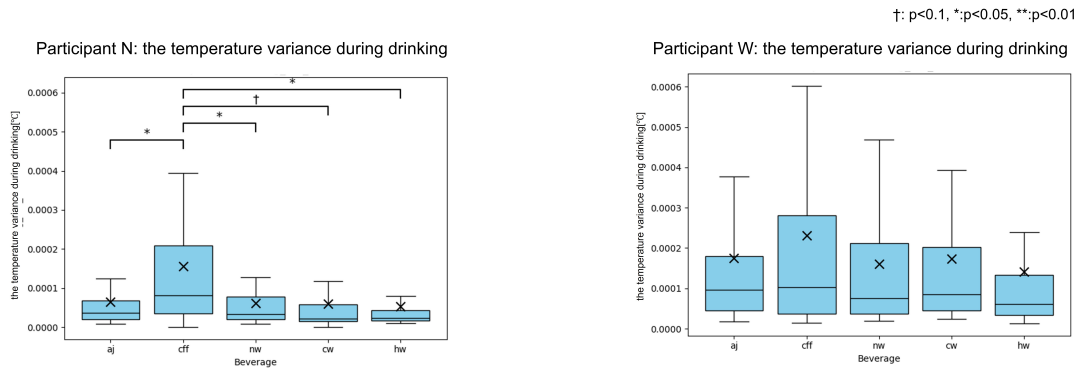 †: p<0.1, *:p<0.05, **:p<0.01
Participant N: the temperature variance during drinking
the temperature variance during drinking[℃]
0.0006
0.0005
0.0004
0.0003
0.0002
0.0001
0.0000
*
†
*
*
aj cff nw cw hw
Beverage
Participant W: the temperature variance during drinking
the temperature variance during drinking[℃]
0.0006
0.0005
0.0004
0.0003
0.0002
0.0001
0.0000
aj cff nw cw hw
Beverage